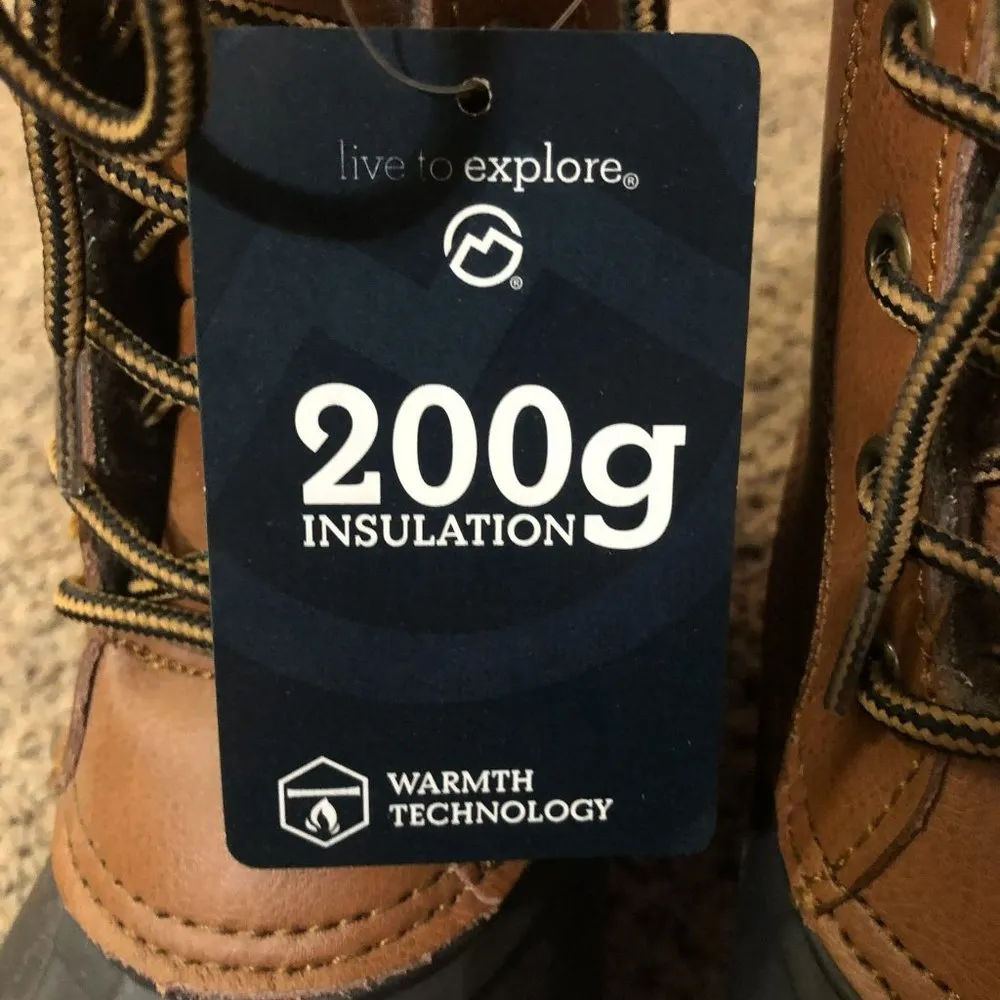 live to explore®
®
200g
INSULATION
WARMTH
TECHNOLOGY